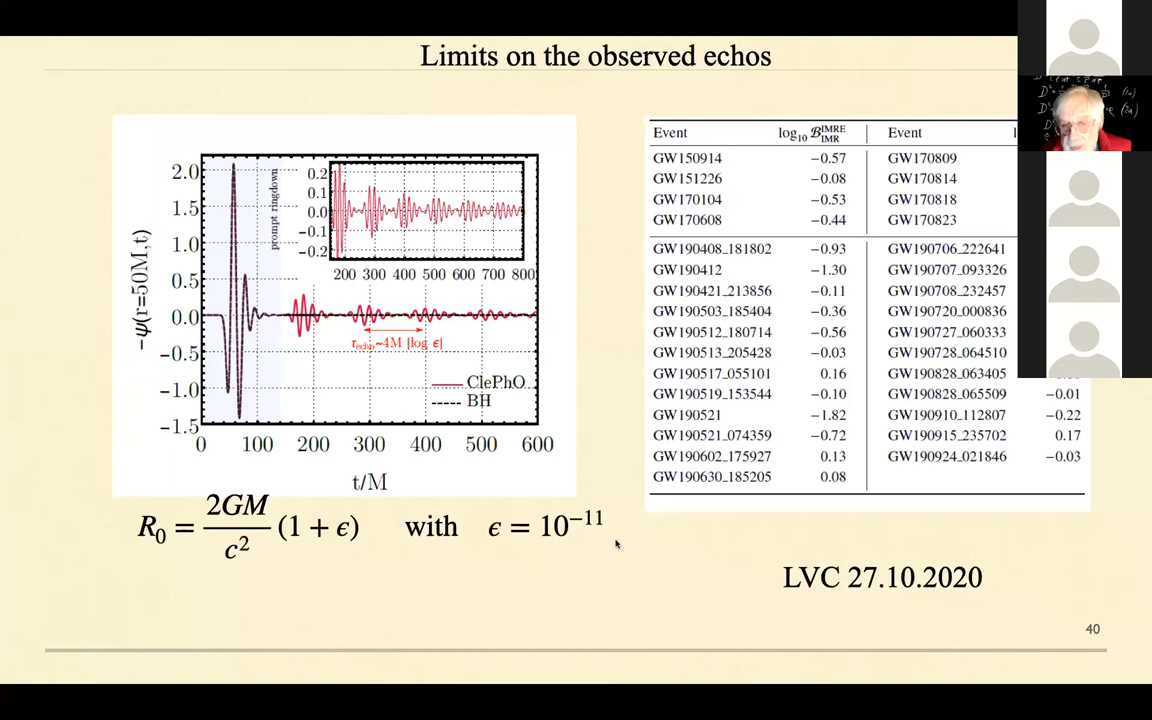 Limits on the observed echos
−ψ(r=50M,t)
2.0
1.5
1.0
0.5
0.0
−0.5
−1.0
−1.5
0 100 200 300 400 500 600
t/M
prompt ringdown
0.2
0.1
0.0
−0.1
−0.2
200 300 400 500 600 700 800
τecho~4M |log ϵ|
ClePhO
BH
R₀ = 2GM/c² (1 + ϵ) with ϵ = 10⁻¹¹
Event log₁₀ 𝓑 IMRE IMR Event
GW150914 −0.57 GW170809
GW151226 −0.08 GW170814
GW170104 −0.53 GW170818
GW170608 −0.44 GW170823
GW190408_181802 −0.93 GW190706_222641
GW190412 −1.30 GW190707_093326
GW190421_213856 −0.11 GW190708_232457
GW190503_185404 −0.36 GW190720_000836
GW190512_180714 −0.56 GW190727_060333
GW190513_205428 −0.03 GW190728_064510
GW190517_055101 0.16 GW190828_063405
GW190519_153544 −0.10 GW190828_065509 −0.01
GW190521 −1.82 GW190910_112807 −0.22
GW190521_074359 −0.72 GW190915_235702 0.17
GW190602_175927 0.13 GW190924_021846 −0.03
GW190630_185205 0.08
LVC 27.10.2020
40